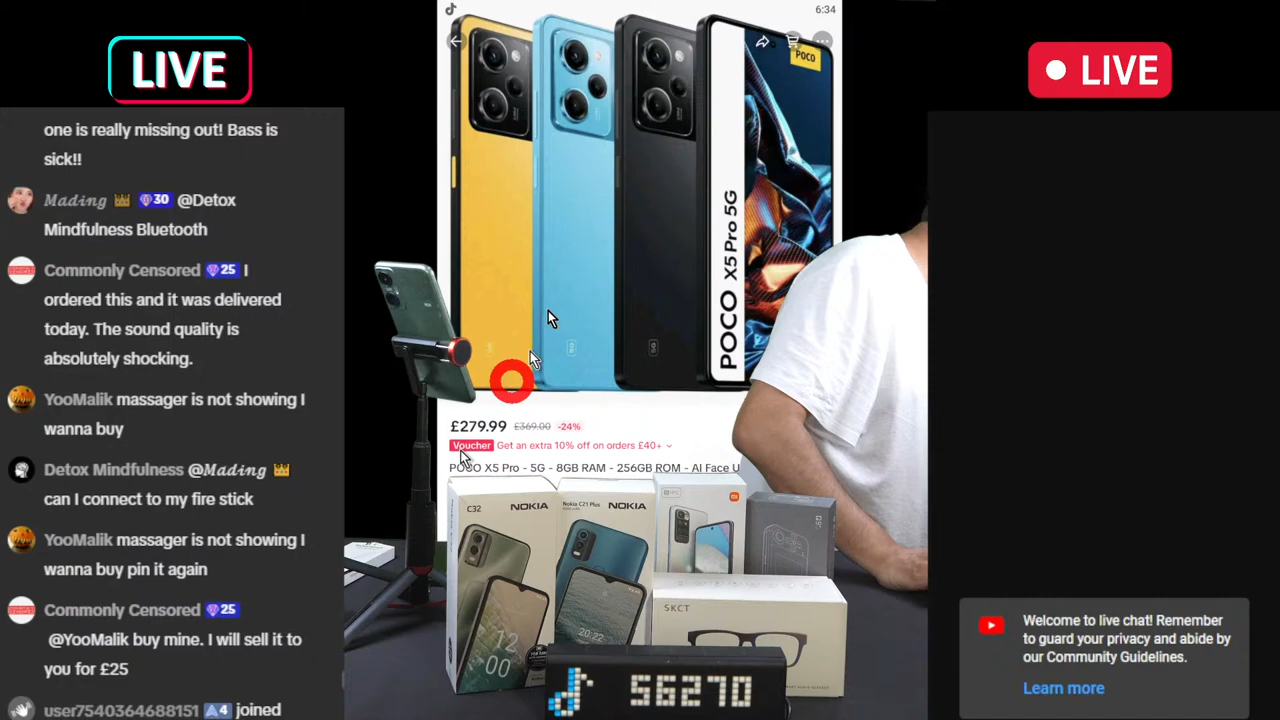 LIVE
one is really missing out! Bass is
sick!!
Mading 30 @Detox
Mindfulness Bluetooth
Commonly Censored 25 I
ordered this and it was delivered
today. The sound quality is
absolutely shocking.
YooMalik massager is not showing I
wanna buy
Detox Mindfulness @Mading
can I connect to my fire stick
YooMalik massager is not showing I
wanna buy pin it again
Commonly Censored 25
@YooMalik buy mine. I will sell it to
you for £25
user7540364688151 4 joined
6:34
POCO
POCO X5 Pro 5G
5G
5G
£279.99 £369.00 -24%
Voucher Get an extra 10% off on orders £40+
POCO X5 Pro - 5G - 8GB RAM - 256GB ROM - AI Face U
C32 NOKIA
Nokia C21 Plus NOKIA
12
00
20:22
SKCT
56270
LIVE
Welcome to live chat! Remember
to guard your privacy and abide by
our Community Guidelines.
Learn more